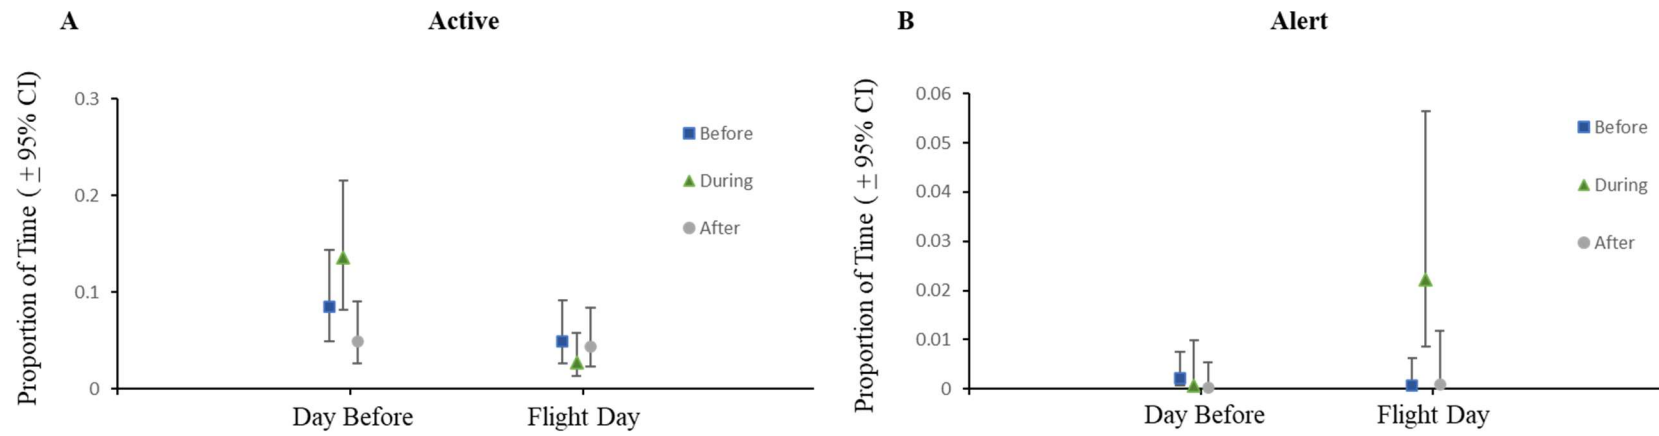 A
Active
Proportion of Time ( ± 95% CI)
0.3
0.2
0.1
0
Before
During
After
Day Before
Flight Day
B
Alert
Proportion of Time ( ± 95% CI)
0.06
0.05
0.04
0.03
0.02
0.01
0
Before
During
After
Day Before
Flight Day